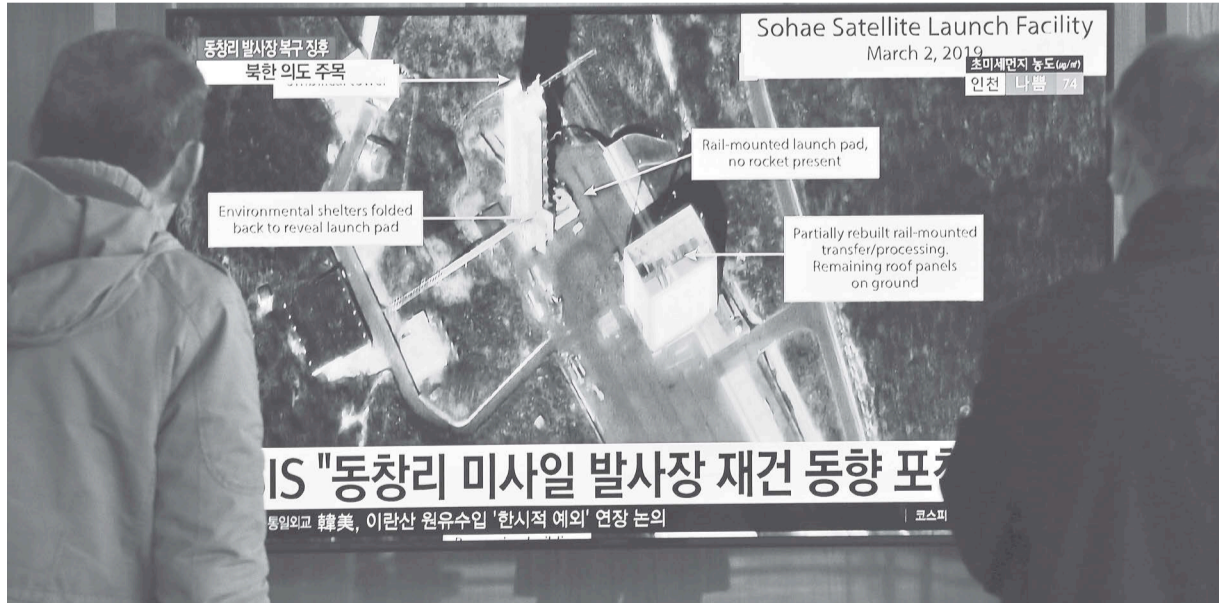 Sohae Satellite Launch Facility
March 2, 2019
동창리 발사장 복구 징후
북한 의도 주목
초미세먼지 농도(㎍/㎥)
인천 나쁨 74
Rail-mounted launch pad,
no rocket present
Environmental shelters folded
back to reveal launch pad
Partially rebuilt rail-mounted
transfer/processing.
Remaining roof panels
on ground
IS "동창리 미사일 발사장 재건 동향 포
통일외교 韓美, 이란산 원유수입 '한시적 예외' 연장 논의
코스피